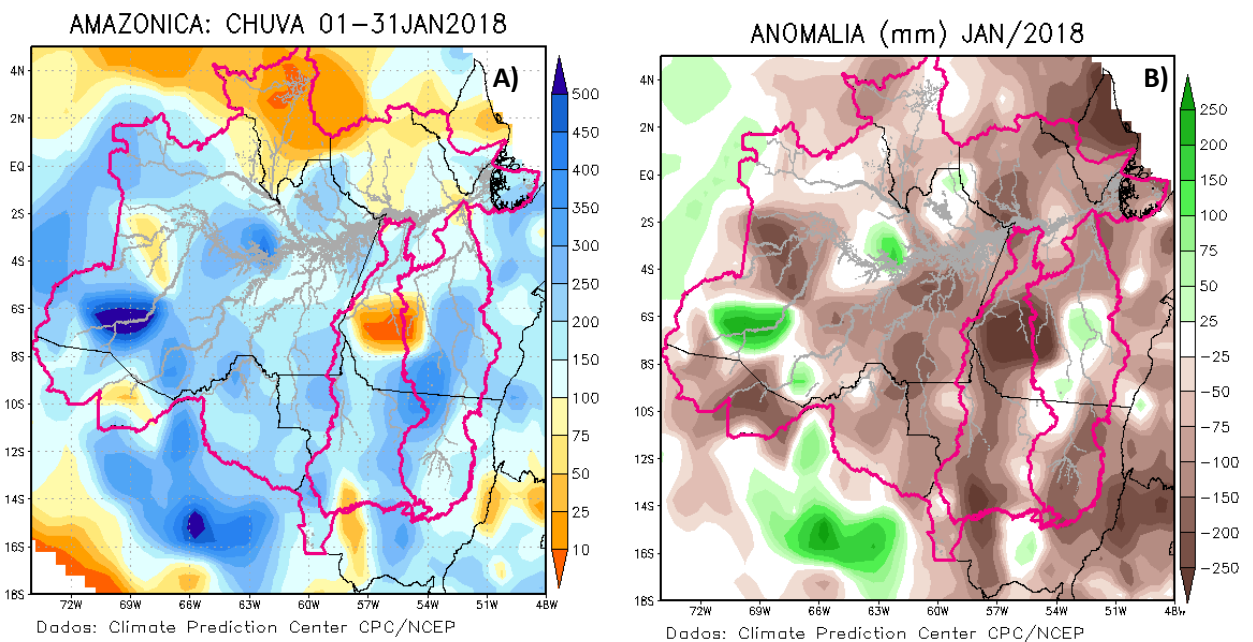 AMAZONICA: CHUVA 01-31JAN2018
A)
4N
2N
EQ
2S
4S
6S
8S
10S
12S
14S
16S
18S
72W 69W 66W 63W 60W 57W 54W 51W 48W
500
450
400
350
300
250
200
150
100
75
50
25
10
Dados: Climate Prediction Center CPC/NCEP
ANOMALIA (mm) JAN/2018
B)
4N
2N
EQ
2S
4S
6S
8S
10S
12S
14S
16S
18S
72W 69W 66W 63W 60W 57W 54W 51W 48W
250
200
150
100
75
50
25
-25
-50
-75
-100
-150
-200
-250
Dados: Climate Prediction Center CPC/NCEP